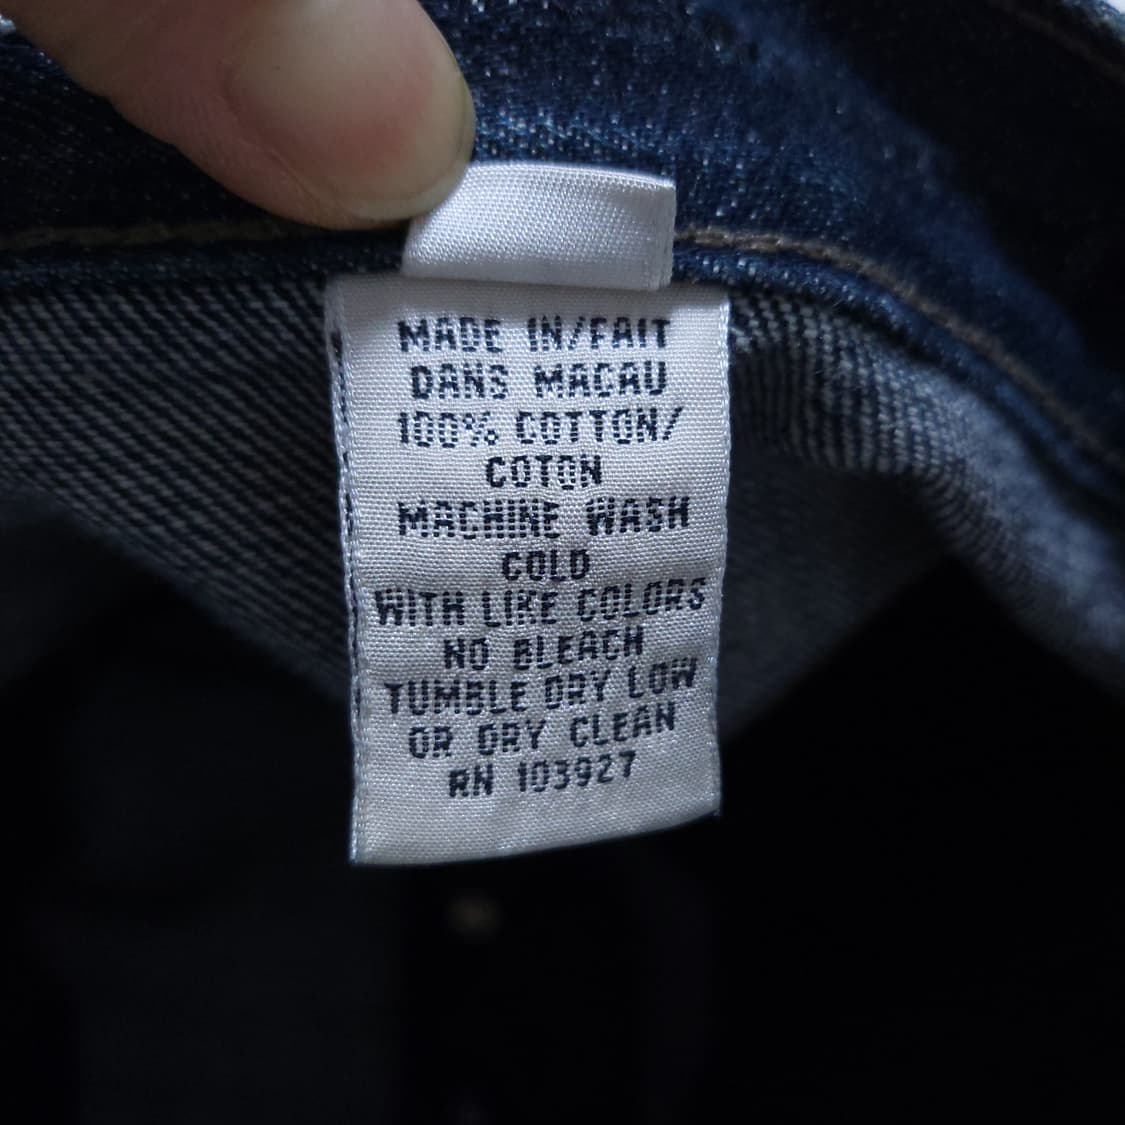 MADE IN/FAIT
DANS MACAU
100% COTTON/
COTON
MACHINE WASH
COLD
WITH LIKE COLORS
NO BLEACH
TUMBLE DRY LOW
OR DRY CLEAN
RN 103927